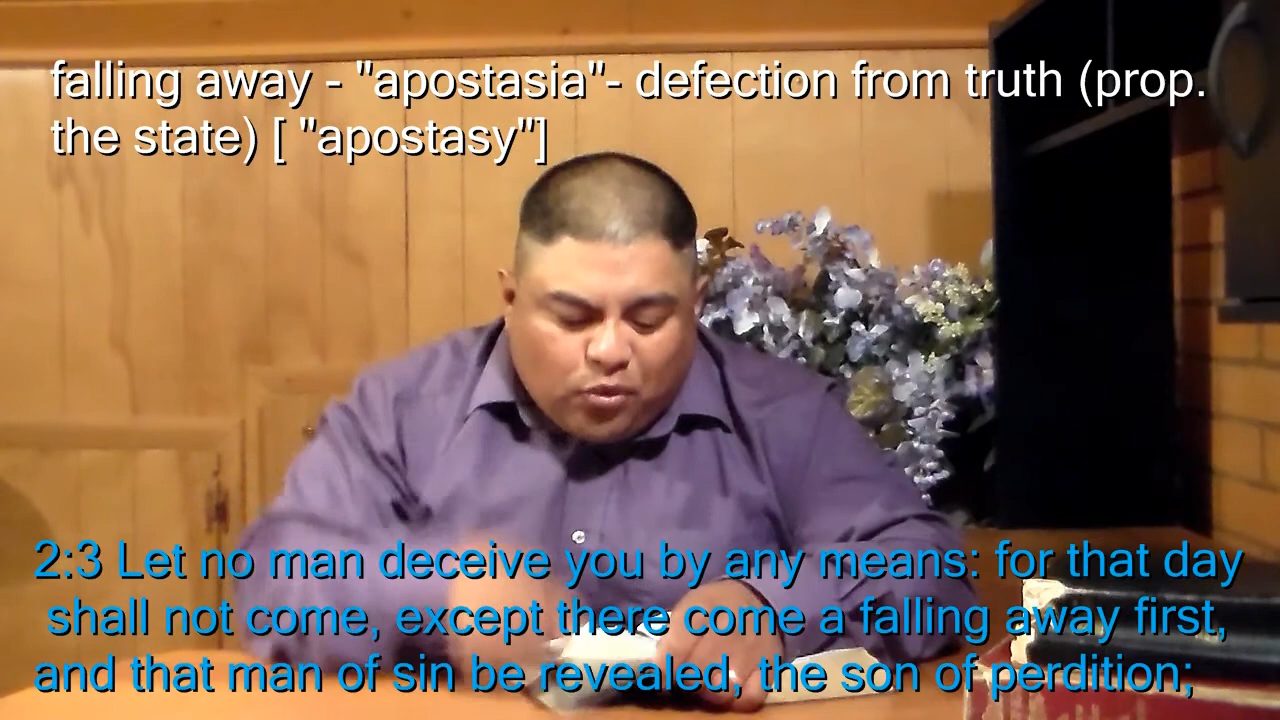 falling away - "apostasia"- defection from truth (prop.
the state) [ "apostasy"]
2:3 Let no man deceive you by any means: for that day
shall not come, except there come a falling away first,
and that man of sin be revealed, the son of perdition;